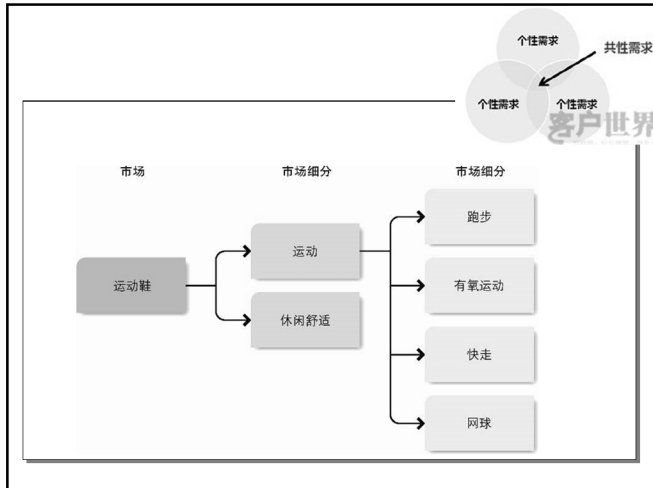 个性需求
共性需求
个性需求 个性需求
客户世界
市场 市场细分 市场细分
跑步
运动
有氧运动
运动鞋
休闲舒适
快走
网球